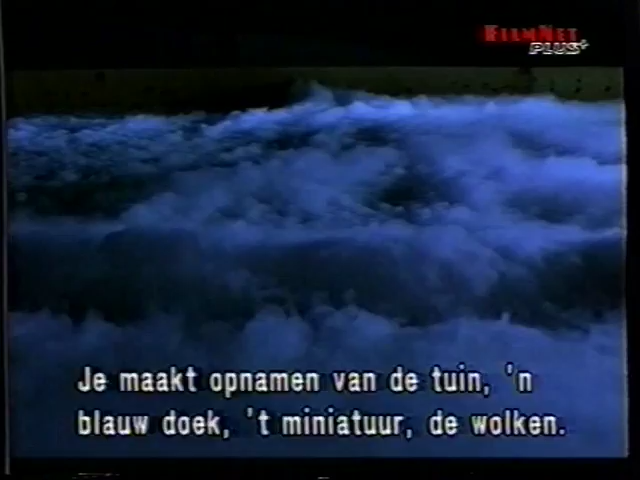 FILMNET
PLUS+
Je maakt opnamen van de tuin, 'n
blauw doek, 't miniatuur, de wolken.